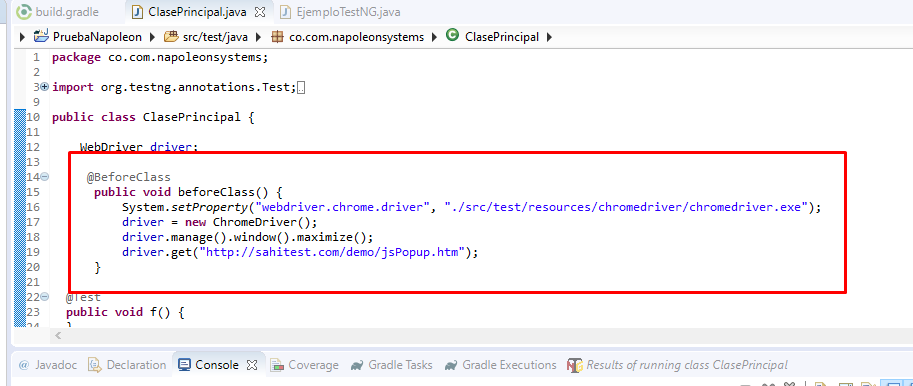 build.gradle ClasePrincipal.java EjemploTestNG.java
PruebaNapoleon src/test/java co.com.napoleonsystems ClasePrincipal
1 package co.com.napoleonsystems;
2
3 import org.testng.annotations.Test;
9
10 public class ClasePrincipal {
11
12 WebDriver driver;
13
14 @BeforeClass
15 public void beforeClass() {
16 System.setProperty("webdriver.chrome.driver", "./src/test/resources/chromedriver/chromedriver.exe");
17 driver = new ChromeDriver();
18 driver.manage().window().maximize();
19 driver.get("http://sahitest.com/demo/jsPopup.htm");
20 }
21
22 @Test
23 public void f() {
24 }
@ Javadoc Declaration Console Coverage Gradle Tasks Gradle Executions Results of running class ClasePrincipal